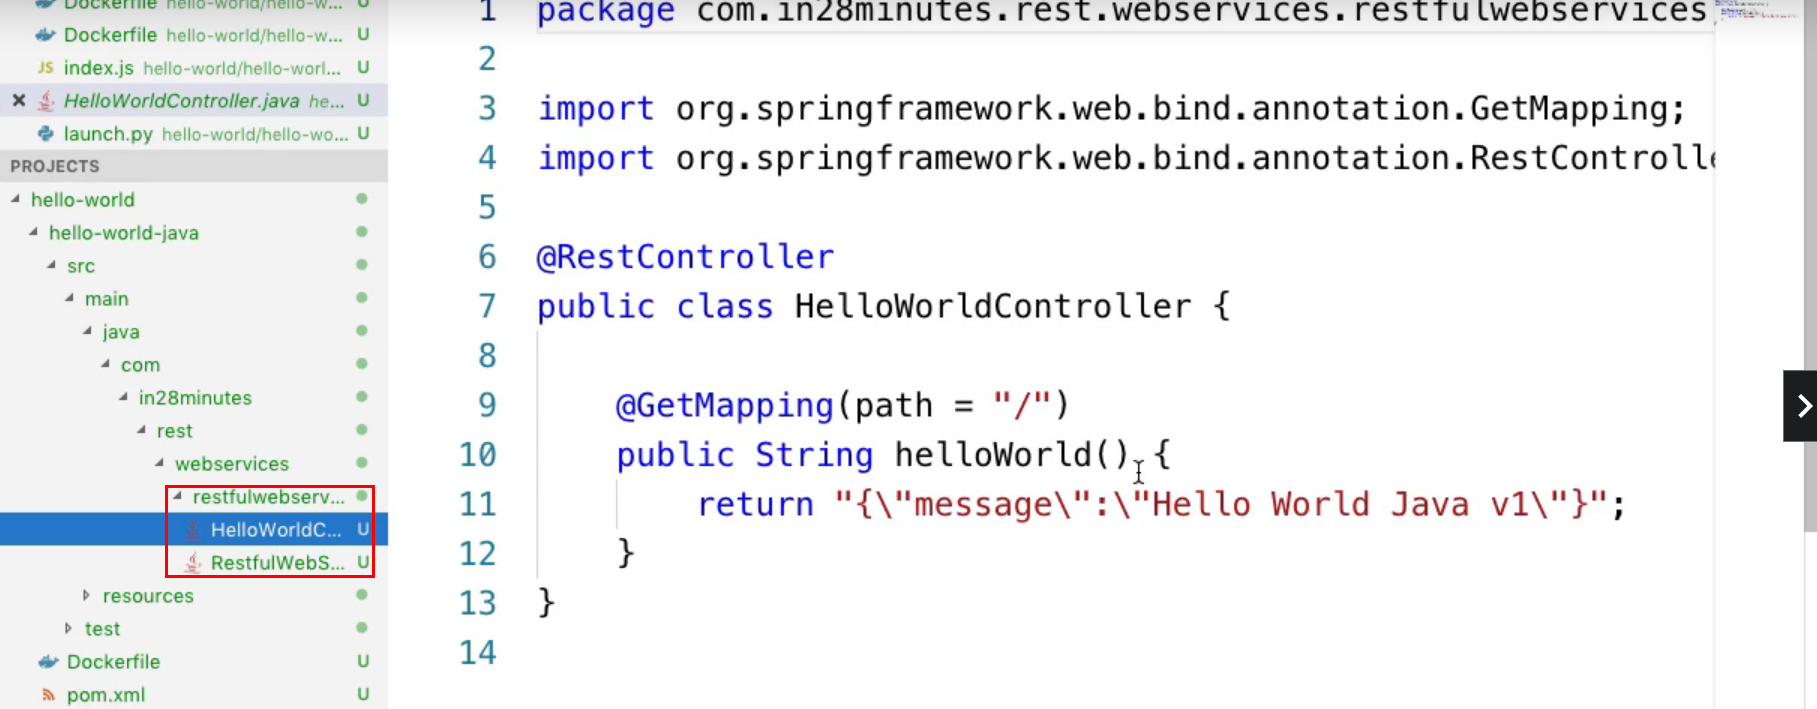 Dockerfile hello-world/hello-w... U
Dockerfile hello-world/hello-w... U
JS index.js hello-world/hello-worl... U
HelloWorldController.java he... U
launch.py hello-world/hello-wo... U
PROJECTS
hello-world
hello-world-java
src
main
java
com
in28minutes
rest
webservices
restfulwebserv...
HelloWorldC... U
RestfulWebS... U
resources
test
Dockerfile U
pom.xml U
1 package com.in28minutes.rest.webservices.restfulwebservices
2
3 import org.springframework.web.bind.annotation.GetMapping;
4 import org.springframework.web.bind.annotation.RestControlle
5
6 @RestController
7 public class HelloWorldController {
8
9 @GetMapping(path = "/")
10 public String helloWorld() {
11 return "{\"message\":\"Hello World Java v1\"}";
12 }
13 }
14